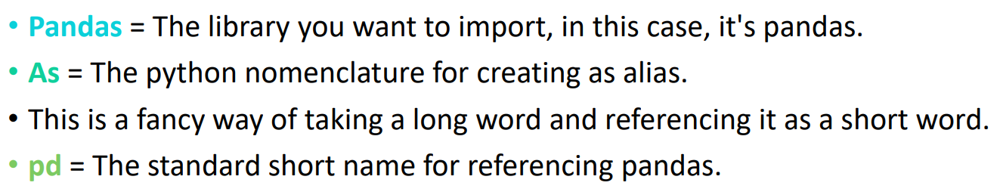 • Pandas = The library you want to import, in this case, it's pandas.
• As = The python nomenclature for creating as alias.
• This is a fancy way of taking a long word and referencing it as a short word.
• pd = The standard short name for referencing pandas.